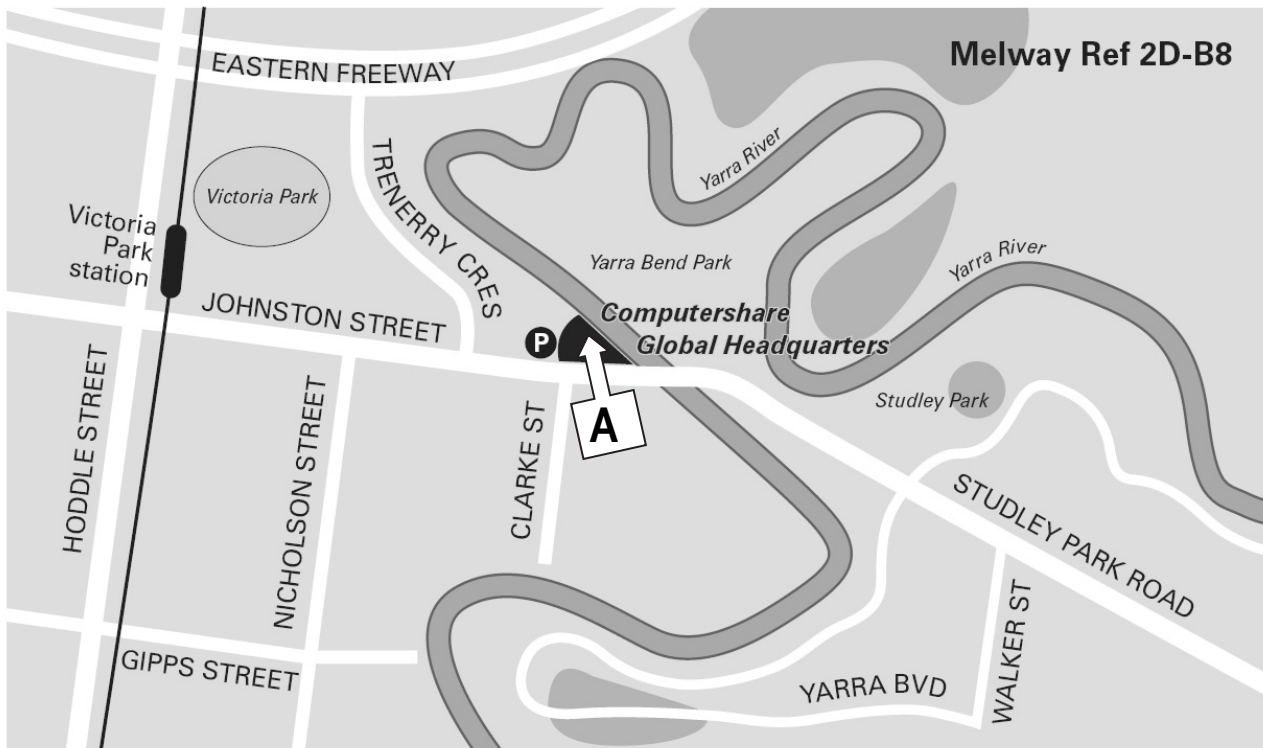 Melway Ref 2D-B8
EASTERN FREEWAY
Yarra River
TRENERRY CRES
Victoria Park
Victoria
Park
station
Yarra Bend Park
Yarra River
JOHNSTON STREET
P
Computershare
Global Headquarters
A
Studley Park
HODDLE STREET
NICHOLSON STREET
CLARKE ST
STUDLEY PARK ROAD
WALKER ST
GIPPS STREET
YARRA BVD